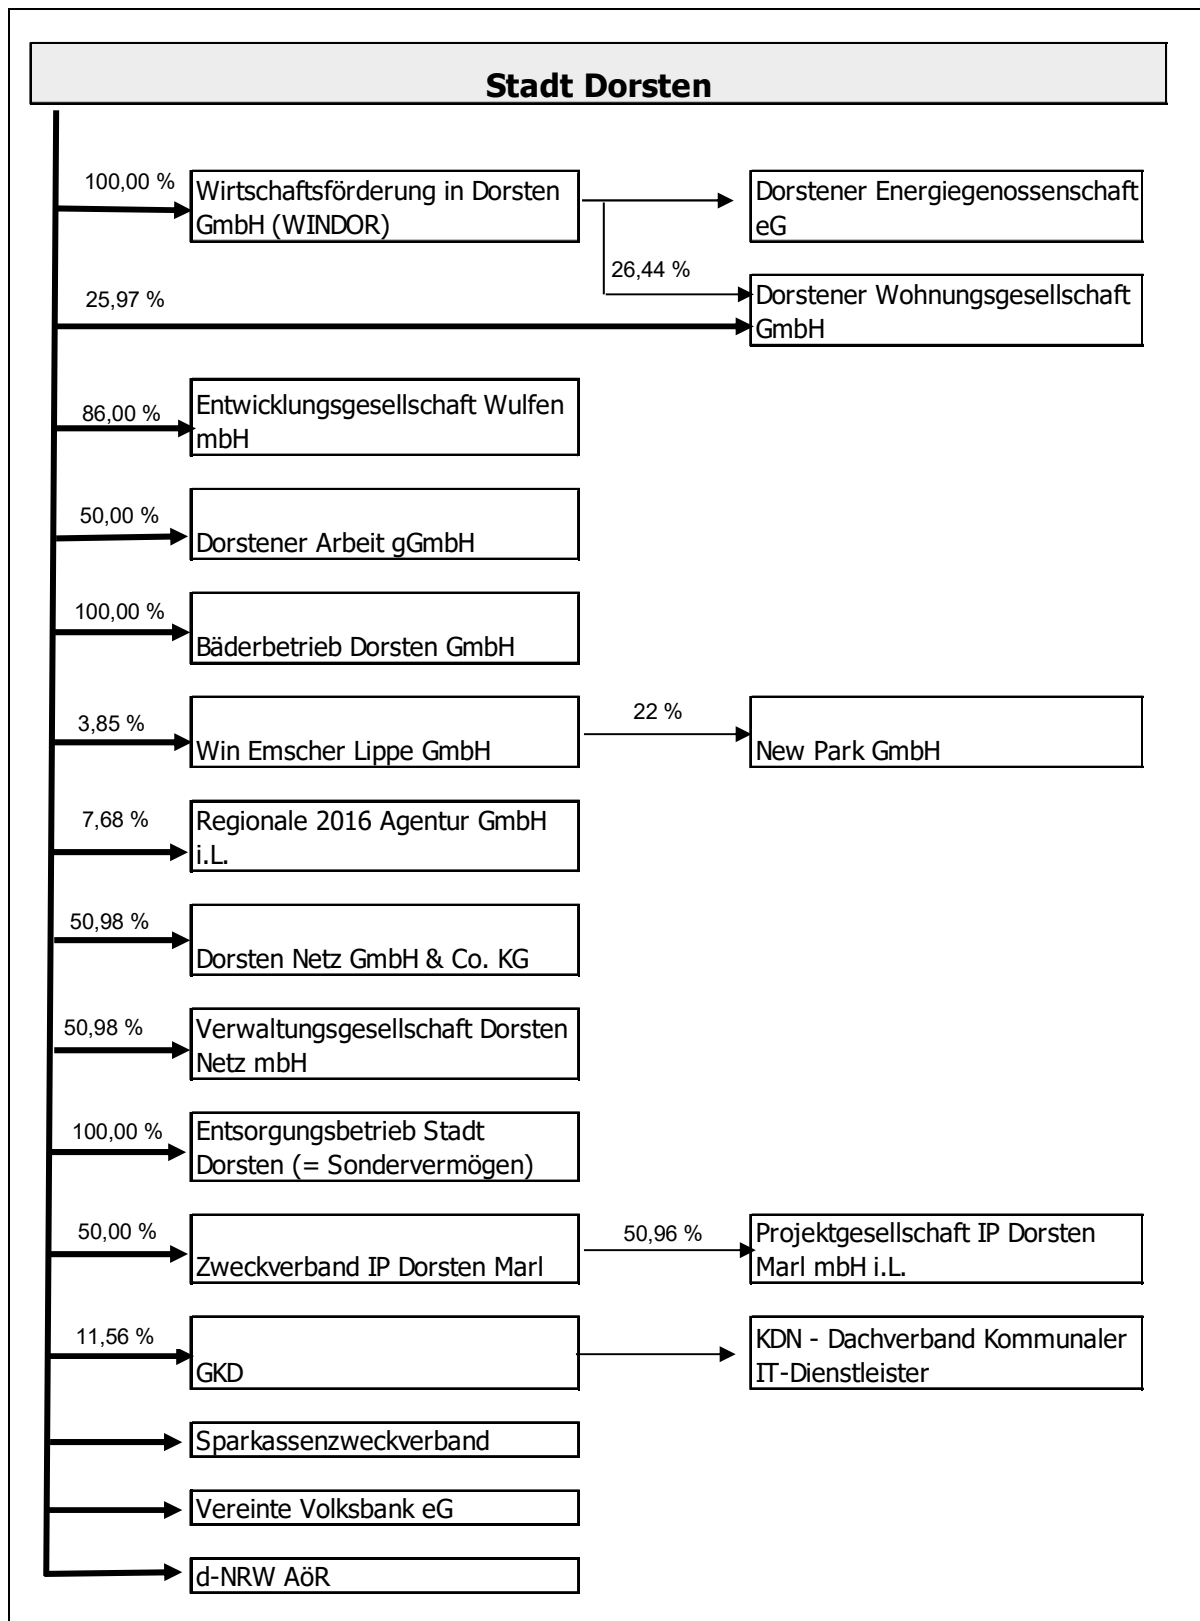 Stadt Dorsten
100,00 %
Wirtschaftsförderung in Dorsten
GmbH (WINDOR)
Dorstener Energiegenossenschaft
eG
26,44 %
25,97 %
Dorstener Wohnungsgesellschaft
GmbH
86,00 %
Entwicklungsgesellschaft Wulfen
mbH
50,00 %
Dorstener Arbeit gGmbH
100,00 %
Bäderbetrieb Dorsten GmbH
3,85 %
Win Emscher Lippe GmbH
22 %
New Park GmbH
7,68 %
Regionale 2016 Agentur GmbH
i.L.
50,98 %
Dorsten Netz GmbH & Co. KG
50,98 %
Verwaltungsgesellschaft Dorsten
Netz mbH
100,00 %
Entsorgungsbetrieb Stadt
Dorsten (= Sondervermögen)
50,00 %
Zweckverband IP Dorsten Marl
50,96 %
Projektgesellschaft IP Dorsten
Marl mbH i.L.
11,56 %
GKD
KDN - Dachverband Kommunaler
IT-Dienstleister
Sparkassenzweckverband
Vereinte Volksbank eG
d-NRW AöR